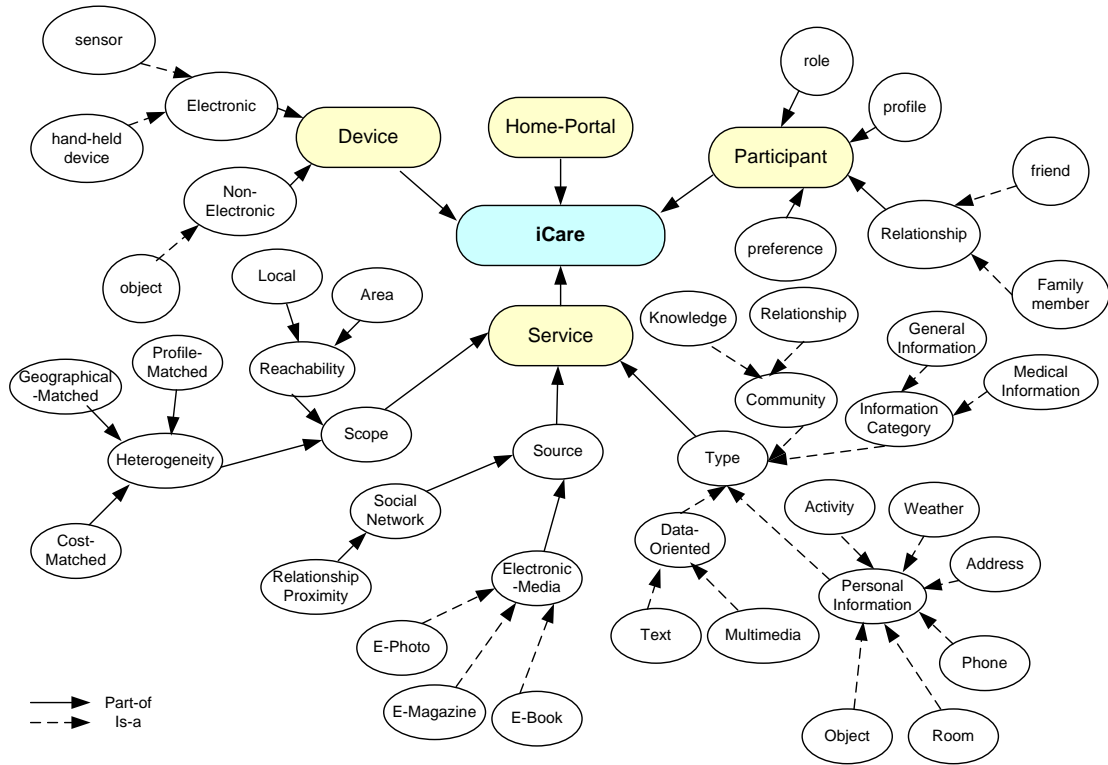 sensor
Electronic
hand-held
device
Device
Non-
Electronic
object
Home-Portal
role
profile
Participant
friend
preference
Relationship
Family
member
iCare
Local
Area
Reachability
Service
Knowledge
Relationship
General
Information
Medical
Information
Community
Information
Category
Geographical
-Matched
Profile-
Matched
Heterogeneity
Scope
Cost-
Matched
Source
Type
Social
Network
Relationship
Proximity
Electronic
-Media
E-Photo
E-Magazine
E-Book
Data-
Oriented
Text
Multimedia
Activity
Weather
Address
Personal
Information
Phone
Object
Room
Part-of
Is-a